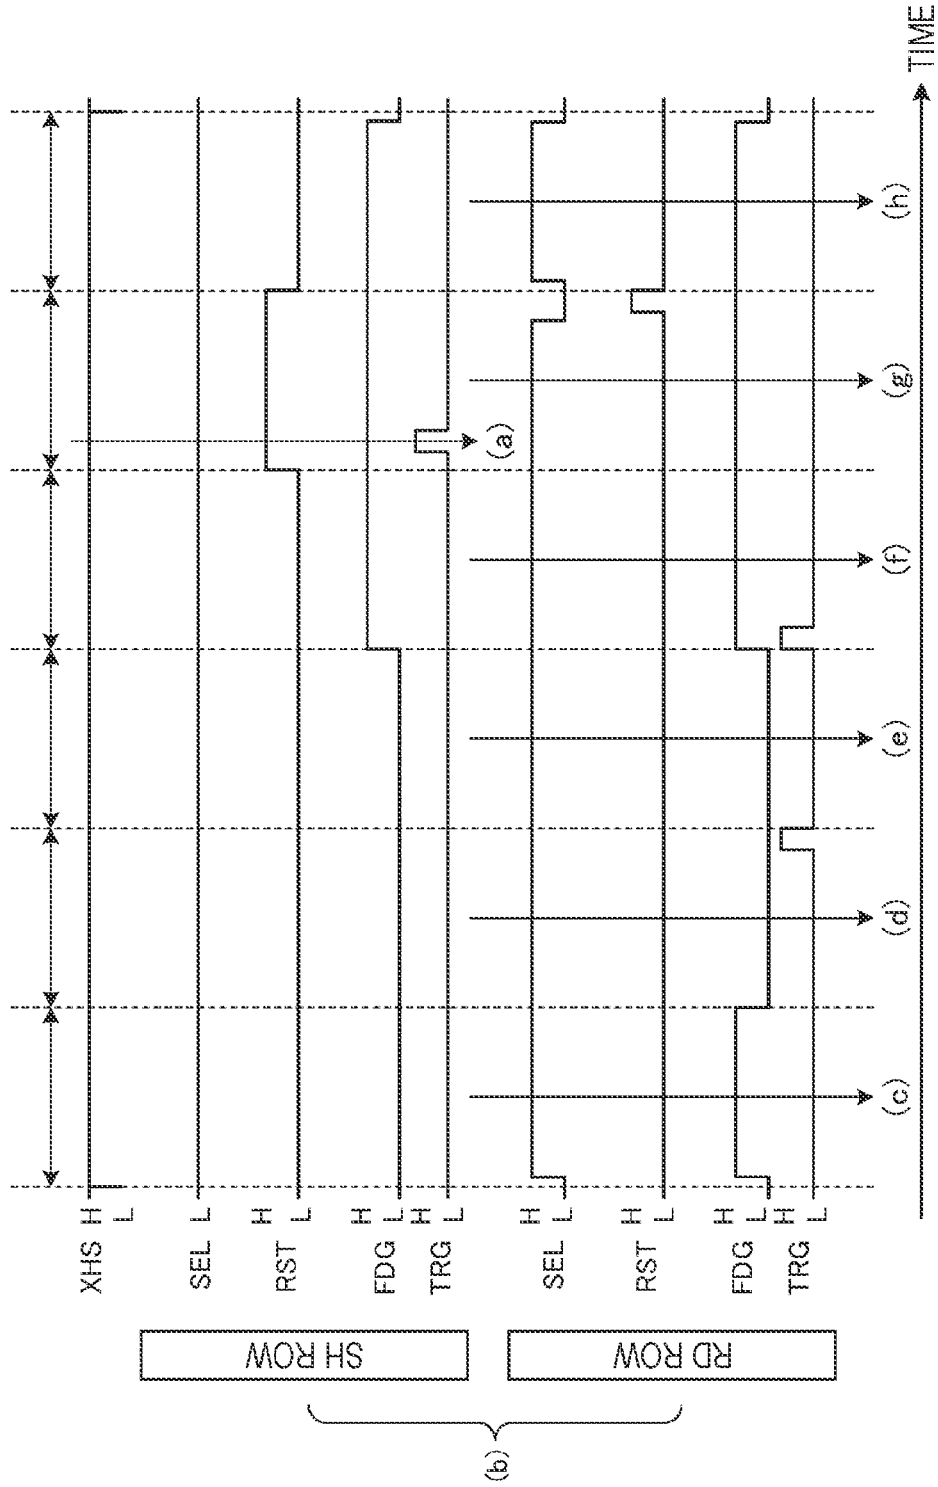 XHS H
L
SEL L
RST H
L
FDG H
L
TRG H
L
SEL H
L
RST H
L
FDG H
L
TRG H
L
SH ROW
RD ROW
(a)
(b)
(c)
(d)
(e)
(f)
(g)
(h)
TIME